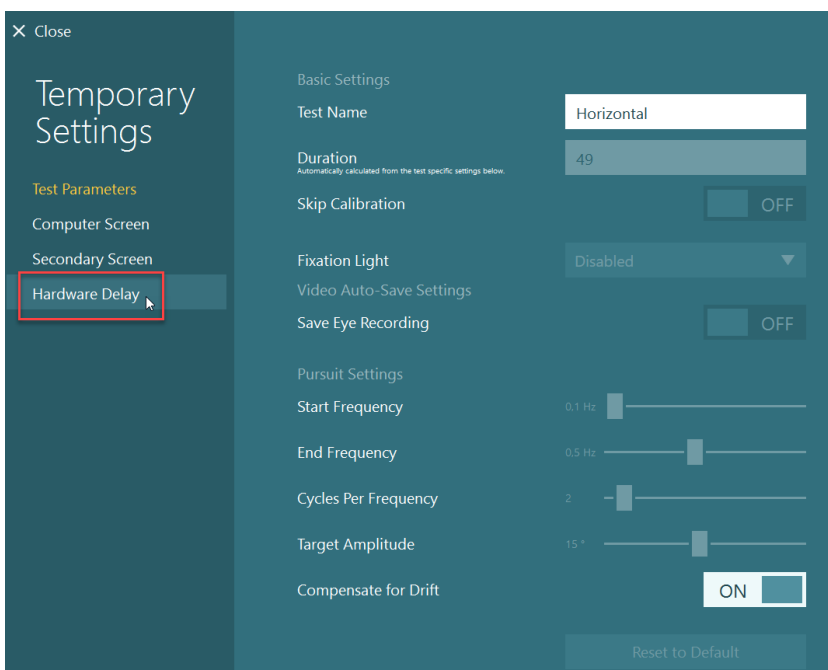 Close
Temporary
Settings
Test Parameters
Computer Screen
Secondary Screen
Hardware Delay
Basic Settings
Test Name
Horizontal
Duration
Automatically calculated from the test specific settings below.
49
Skip Calibration
OFF
Fixation Light
Disabled
Video Auto-Save Settings
Save Eye Recording
OFF
Pursuit Settings
Start Frequency
0.1 Hz
End Frequency
0.5 Hz
Cycles Per Frequency
2
Target Amplitude
15 °
Compensate for Drift
ON
Reset to Default